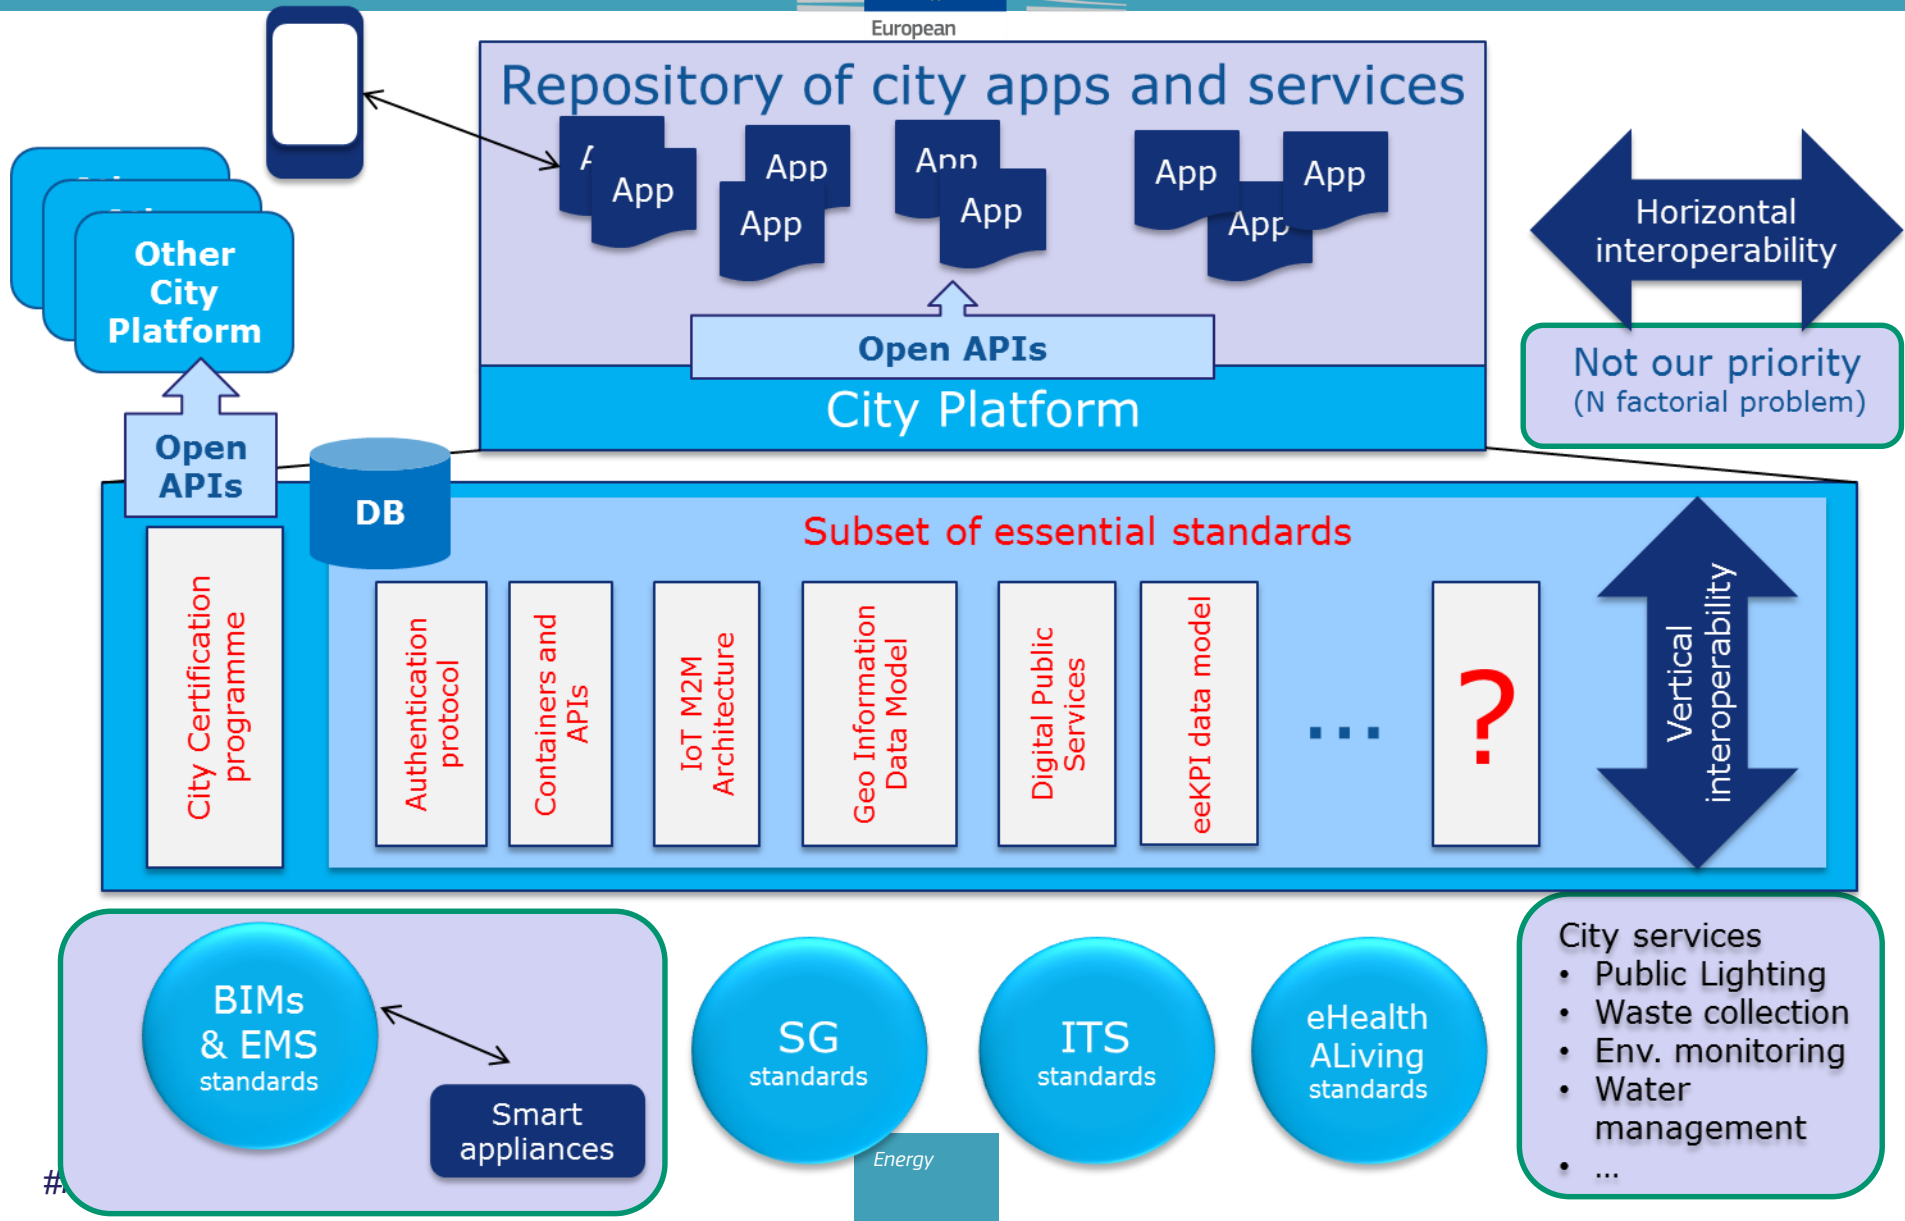 European
Repository of city apps and services
App
App
App
App
App
App
App
App
Open APIs
City Platform
Other
City
Platform
Open
APIs
Horizontal
interoperability
Not our priority
(N factorial problem)
DB
Subset of essential standards
City Certification
programme
Authentication
protocol
Containers and
APIs
IoT M2M
Architecture
Geo Information
Data Model
Digital Public
Services
eeKPI data model
...
?
Vertical
interoperability
BIMs
& EMS
standards
Smart
appliances
SG
standards
ITS
standards
eHealth
ALiving
standards
City services
• Public Lighting
• Waste collection
• Env. monitoring
• Water
management
• ...
Energy
#